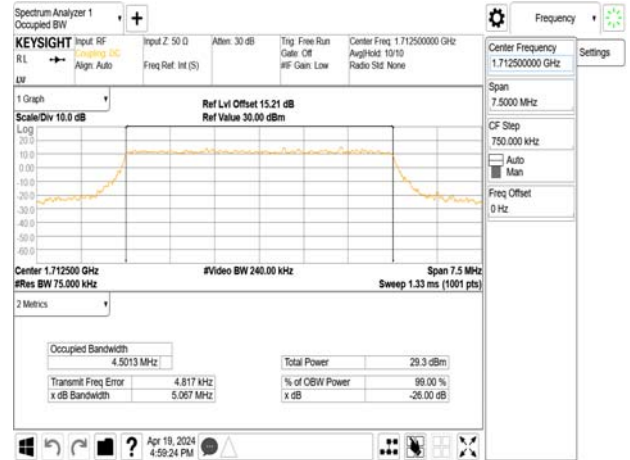 Spectrum Analyzer 1
Occupied BW
Frequency
KEYSIGHT Input: RF Input Z: 50 Ω Atten: 30 dB Trig: Free Run Center Freq: 1.712500000 GHz
RL Coupling: DC Gate: Off Avg|Hold: 10/10
Align: Auto Freq Ref: Int (S) #IF Gain: Low Radio Std: None
Center Frequency
1.712500000 GHz
Settings
Span
7.5000 MHz
CF Step
750.000 kHz
Auto
Man
Freq Offset
0 Hz
1 Graph
Ref Lvl Offset 15.21 dB
Scale/Div 10.0 dB Ref Value 30.00 dBm
Log
20.0
10.0
0.00
-10.0
-20.0
-30.0
-40.0
-50.0
-60.0
Center 1.712500 GHz #Video BW 240.00 kHz Span 7.5 MHz
#Res BW 75.000 kHz Sweep 1.33 ms (1001 pts)
2 Metrics
Occupied Bandwidth
4.5013 MHz Total Power 29.3 dBm
Transmit Freq Error 4.817 kHz % of OBW Power 99.00 %
x dB Bandwidth 5.067 MHz x dB -26.00 dB
? Apr 19, 2024
4:59:24 PM